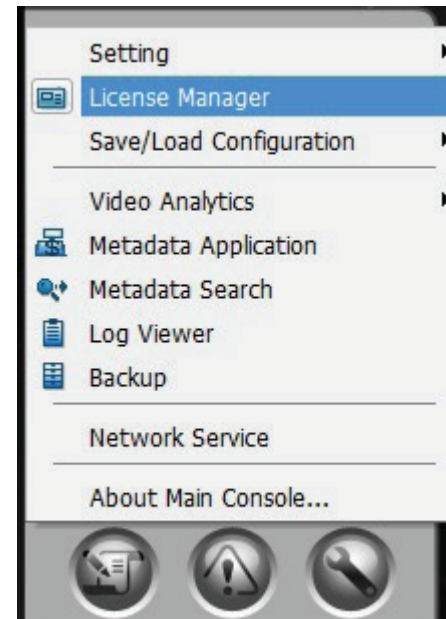 Setting
License Manager
Save/Load Configuration
Video Analytics
Metadata Application
Metadata Search
Log Viewer
Backup
Network Service
About Main Console...